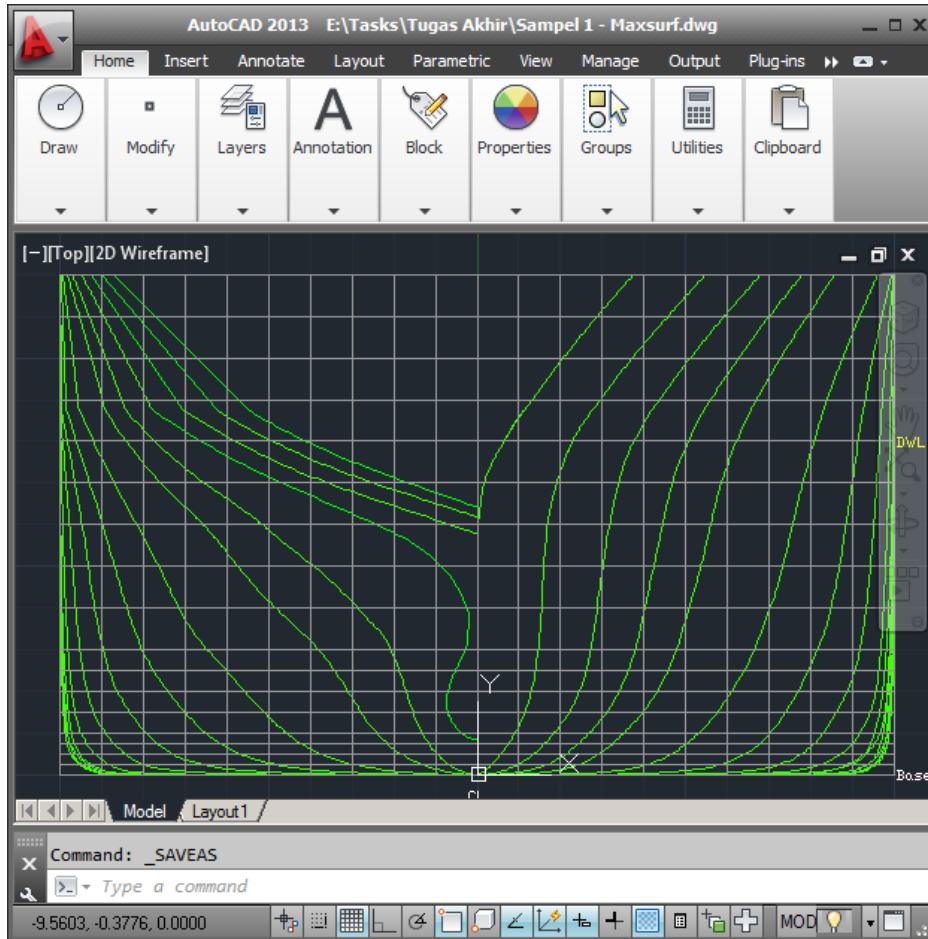 AutoCAD 2013 E:\Tasks\Tugas Akhir\Sampel 1 - Maxsurf.dwg
Home Insert Annotate Layout Parametric View Manage Output Plug-ins
Draw Modify Layers Annotation Block Properties Groups Utilities Clipboard
[−][Top][2D Wireframe]
DWL
Y
X
Base
CL
Model Layout1
Command: _SAVEAS
Type a command
-9.5603, -0.3776, 0.0000 MOD